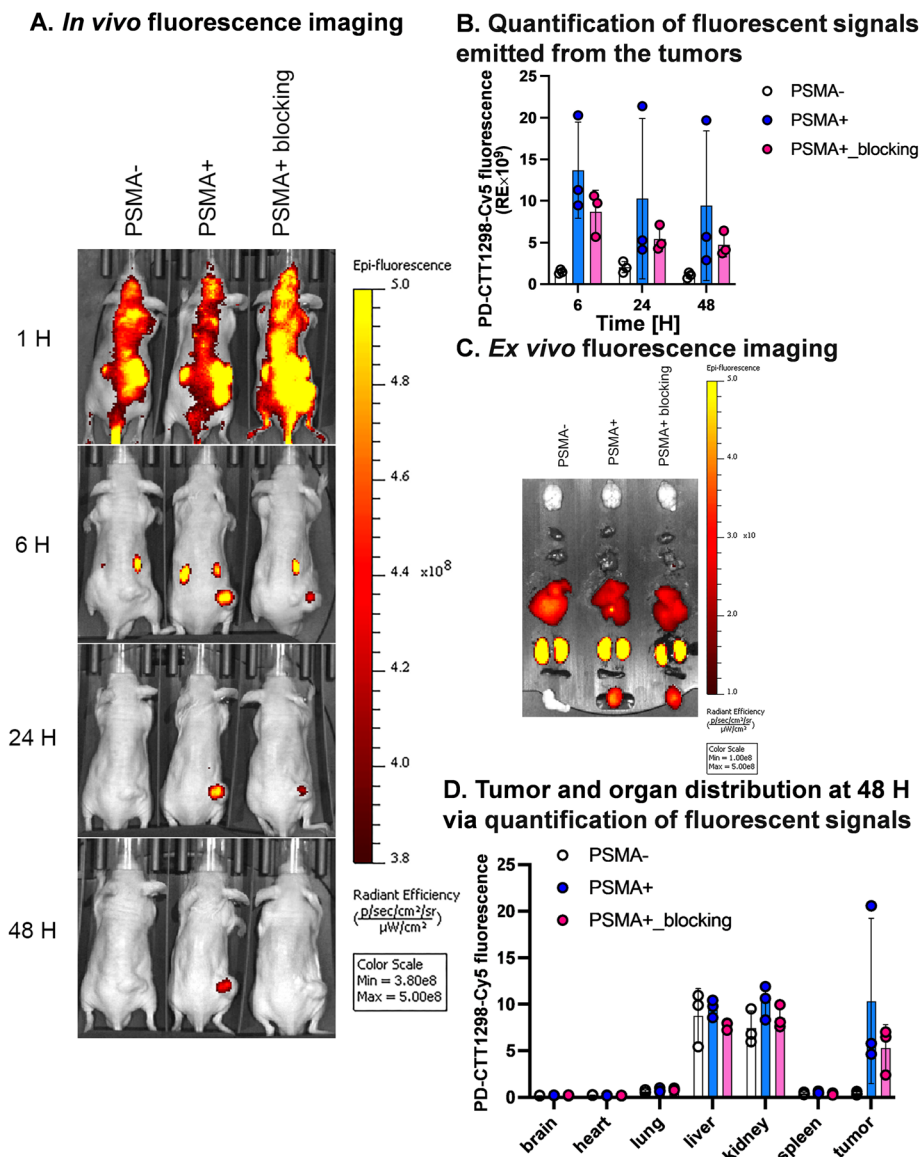 A. In vivo fluorescence imaging
PSMA-
PSMA+
PSMA+ blocking
1 H
6 H
24 H
48 H
Epi-fluorescence
5.0
4.8
4.6
4.4
x10⁸
4.2
4.0
3.8
Radiant Efficiency
(p/sec/cm²/sr
µW/cm²)
Color Scale
Min = 3.80e8
Max = 5.00e8
B. Quantification of fluorescent signals
emitted from the tumors
PD-CTT1298-Cy5 fluorescence
(RE×10⁹)
25
20
15
10
5
0
6
24
48
Time [H]
PSMA-
PSMA+
PSMA+_blocking
C. Ex vivo fluorescence imaging
PSMA-
PSMA+
PSMA+ blocking
Epi-fluorescence
5.0
4.0
3.0
x10
2.0
1.0
Radiant Efficiency
(p/sec/cm²/sr
µW/cm²)
Color Scale
Min = 1.00e8
Max = 5.00e8
D. Tumor and organ distribution at 48 H
via quantification of fluorescent signals
PD-CTT1298-Cy5 fluorescence
25
20
15
10
5
0
PSMA-
PSMA+
PSMA+_blocking
brain
heart
lung
liver
kidney
spleen
tumor